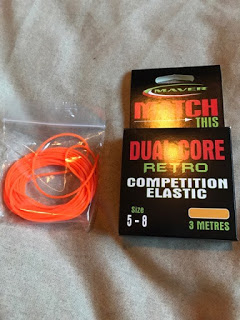 MAVER
MATCH
THIS
DUAL CORE
RETRO
COMPETITION
ELASTIC
Size
5 - 8
3 METRES